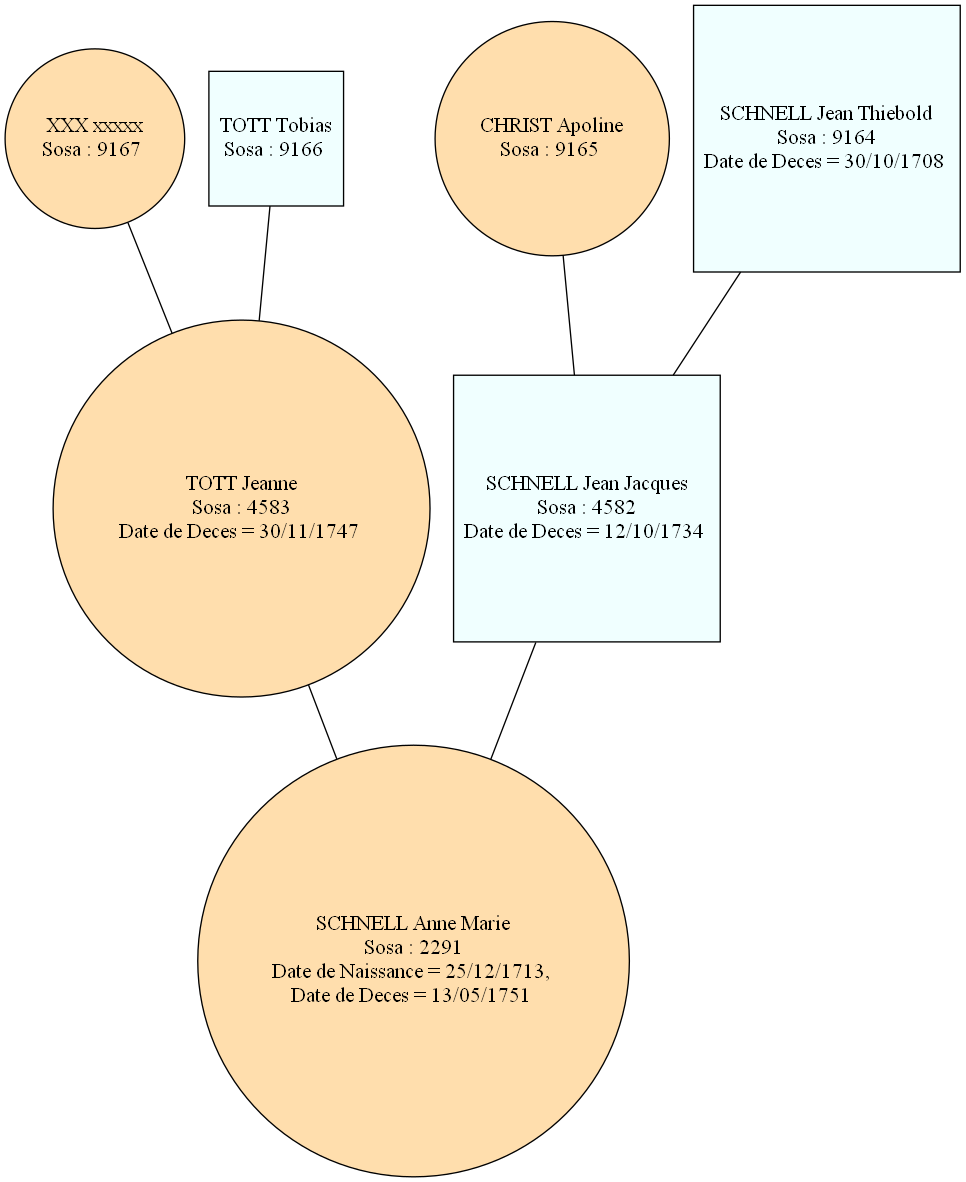 XXX xxxxx
Sosa : 9167
TOTT Tobias
Sosa : 9166
CHRIST Apoline
Sosa : 9165
SCHNELL Jean Thiebold
Sosa : 9164
Date de Deces = 30/10/1708
TOTT Jeanne
Sosa : 4583
Date de Deces = 30/11/1747
SCHNELL Jean Jacques
Sosa : 4582
Date de Deces = 12/10/1734
SCHNELL Anne Marie
Sosa : 2291
Date de Naissance = 25/12/1713,
Date de Deces = 13/05/1751